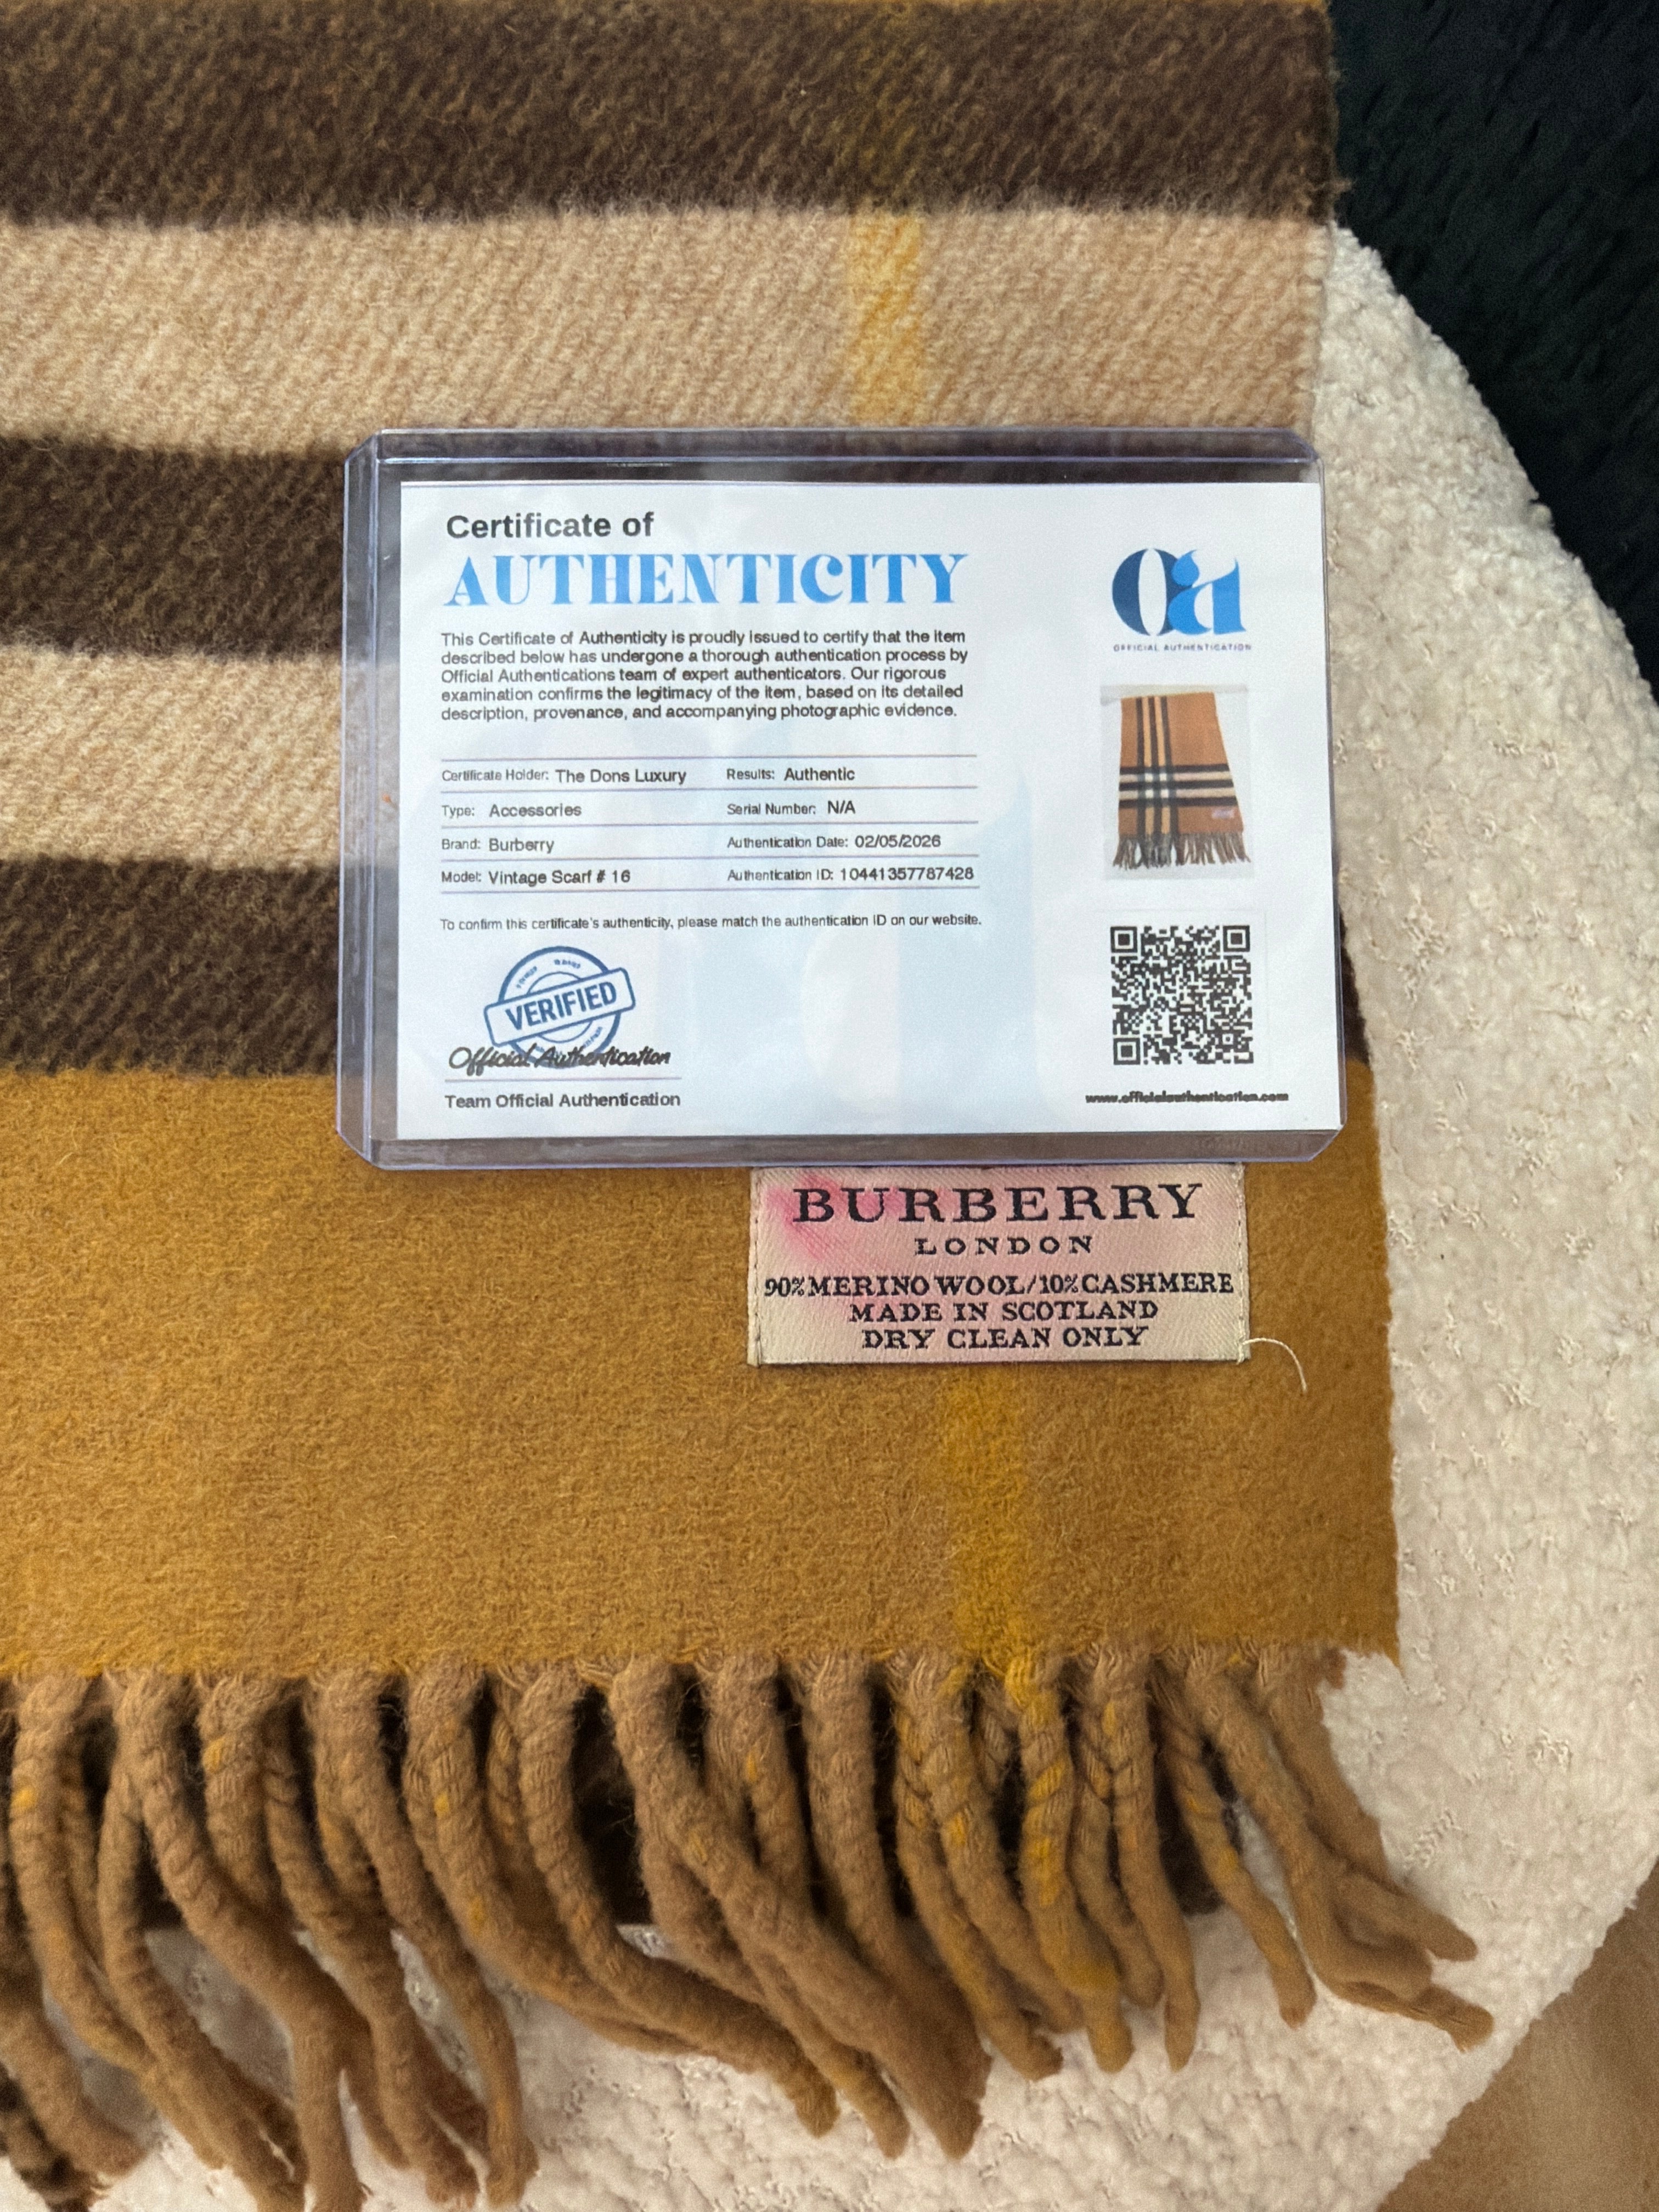 Certificate of
AUTHENTICITY
Oa
OFFICIAL AUTHENTICATION
This Certificate of Authenticity is proudly issued to certify that the item
described below has undergone a thorough authentication process by
Official Authentications team of expert authenticators. Our rigorous
examination confirms the legitimacy of the item, based on its detailed
description, provenance, and accompanying photographic evidence.
Certificate Holder: The Dons Luxury Results: Authentic
Type: Accessories Serial Number: N/A
Brand: Burberry Authentication Date: 02/05/2026
Model: Vintage Scarf # 16 Authentication ID: 10441357787428
To confirm this certificate's authenticity, please match the authentication ID on our website.
VERIFIED
Official Authentication
Team Official Authentication
www.officialauthentication.com
BURBERRY
LONDON
90% MERINO WOOL/10% CASHMERE
MADE IN SCOTLAND
DRY CLEAN ONLY